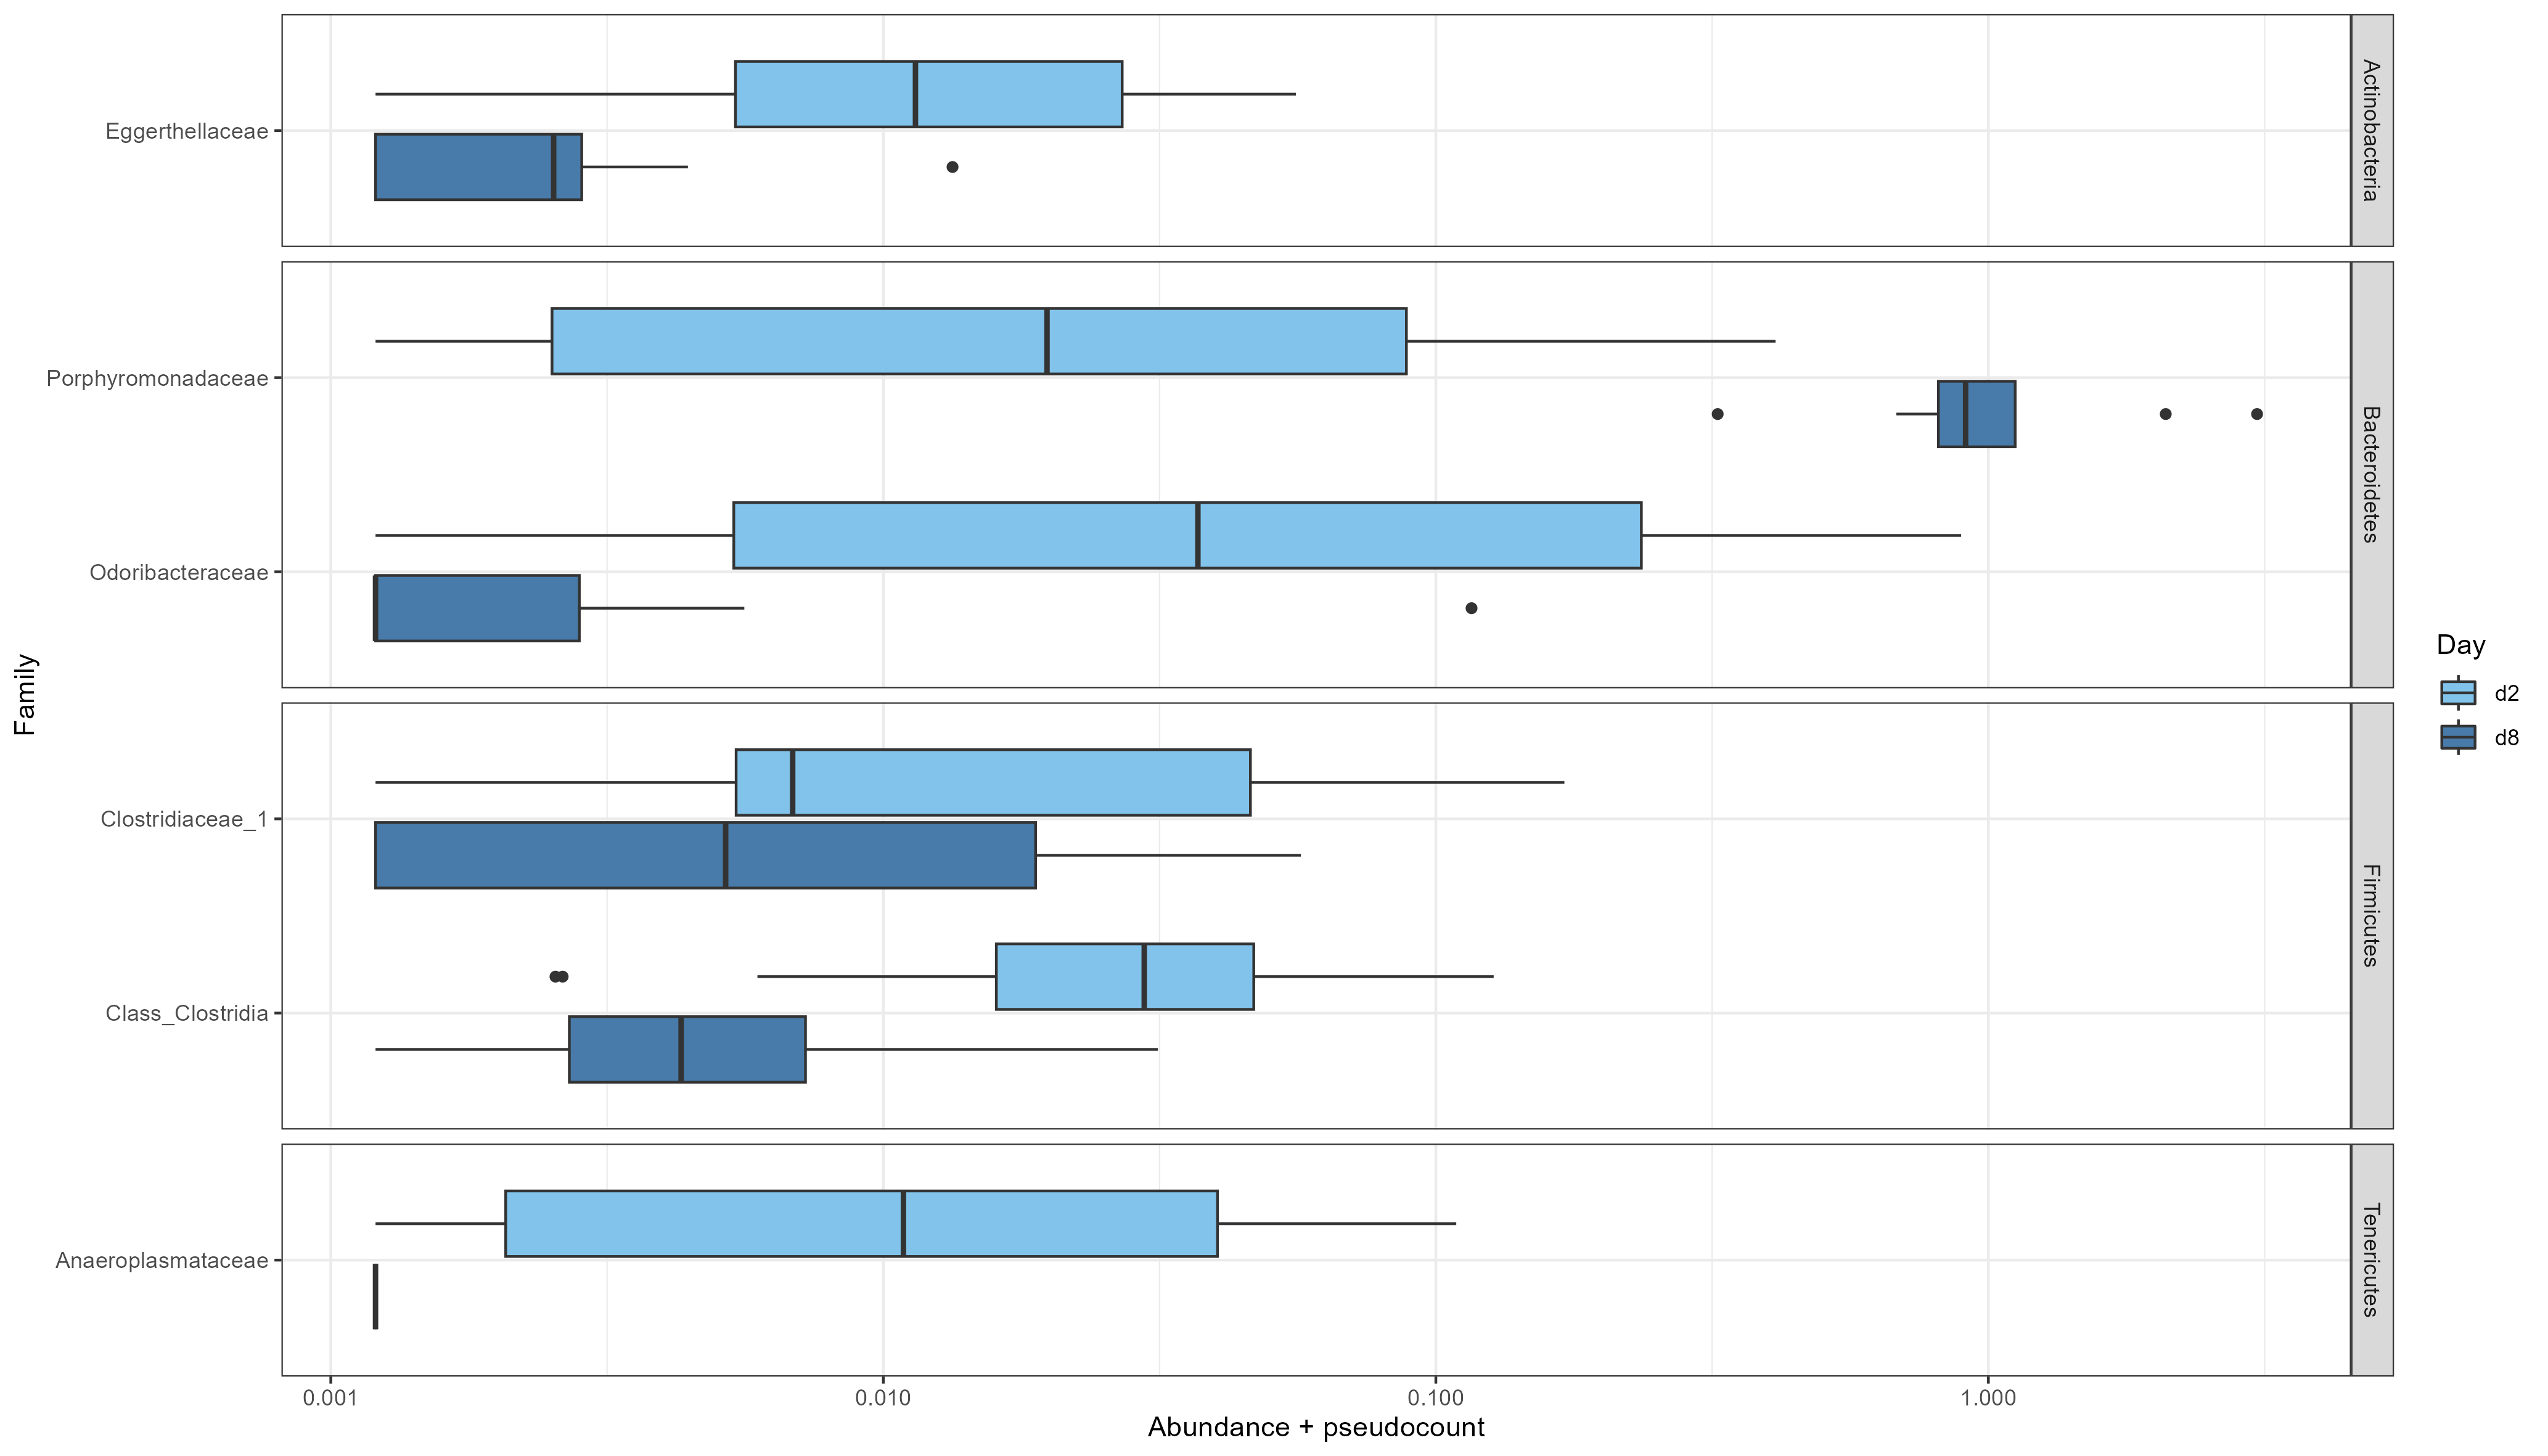 Family
Eggerthellaceae
Actinobacteria
Porphyromonadaceae
Odoribacteraceae
Bacteroidetes
Clostridiaceae_1
Class_Clostridia
Firmicutes
Anaeroplasmataceae
Tenericutes
0.001 0.010 0.100 1.000
Abundance + pseudocount
Day
d2
d8